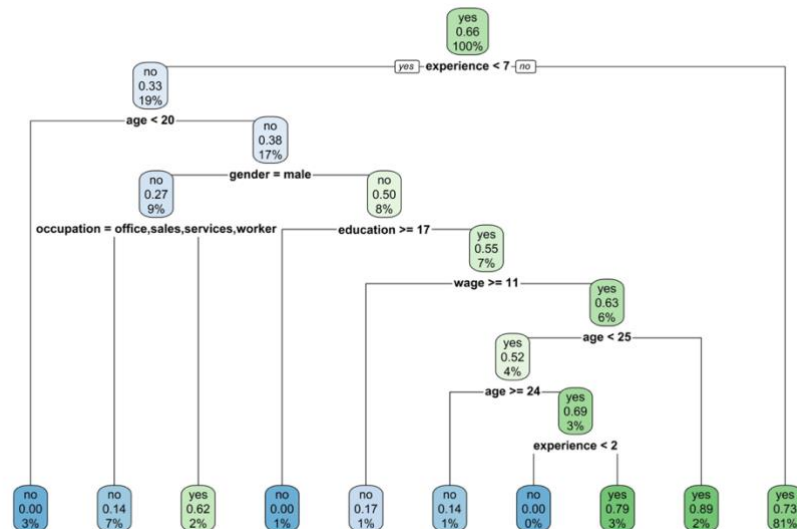 yes
0.66
100%
yes experience < 7 no
no
0.33
19%
age < 20
no
0.38
17%
gender = male
no
0.27
9%
no
0.50
8%
occupation = office,sales,services,worker
education >= 17
yes
0.55
7%
wage >= 11
yes
0.63
6%
age < 25
yes
0.52
4%
age >= 24
yes
0.69
3%
experience < 2
no
0.00
3%
no
0.14
7%
yes
0.62
2%
no
0.00
1%
no
0.17
1%
no
0.14
1%
no
0.00
0%
yes
0.79
3%
yes
0.89
2%
yes
0.73
81%